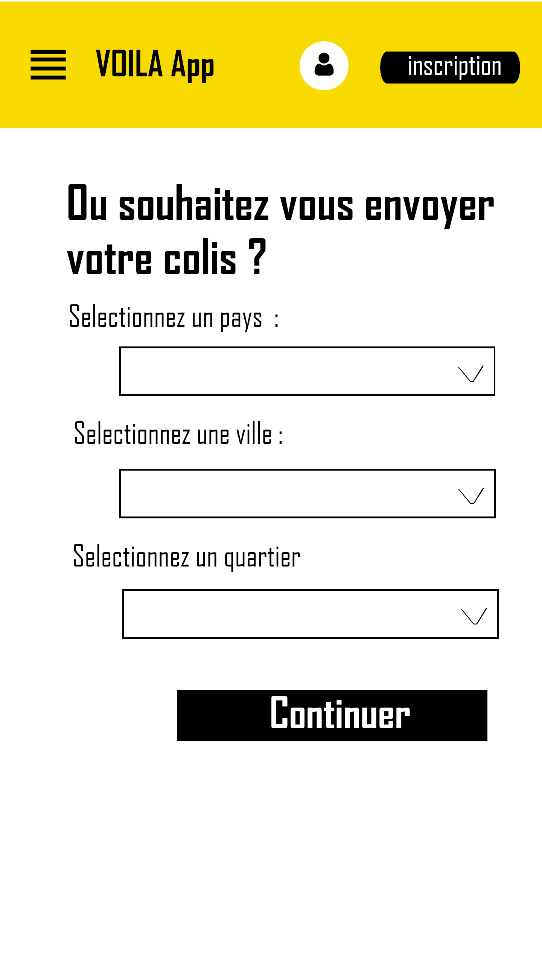 VOILA App
inscription
Ou souhaitez vous envoyer
votre colis ?
Selectionnez un pays :
Selectionnez une ville :
Selectionnez un quartier
Continuer